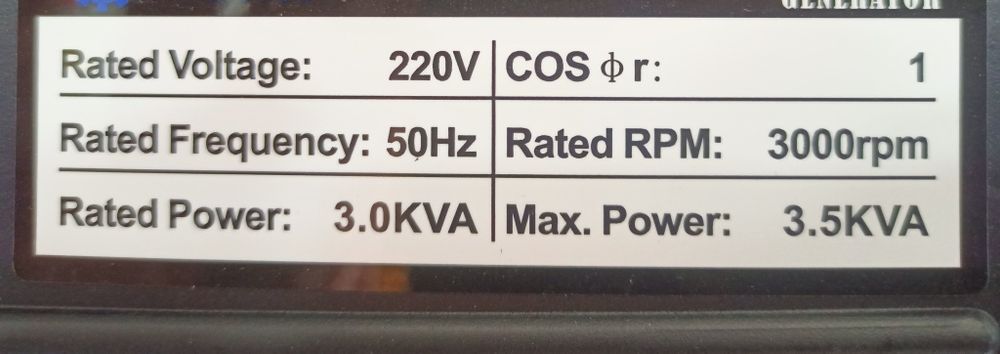 GENERATOR
Rated Voltage: 220V COS Φ r: 1
Rated Frequency: 50Hz Rated RPM: 3000rpm
Rated Power: 3.0KVA Max. Power: 3.5KVA